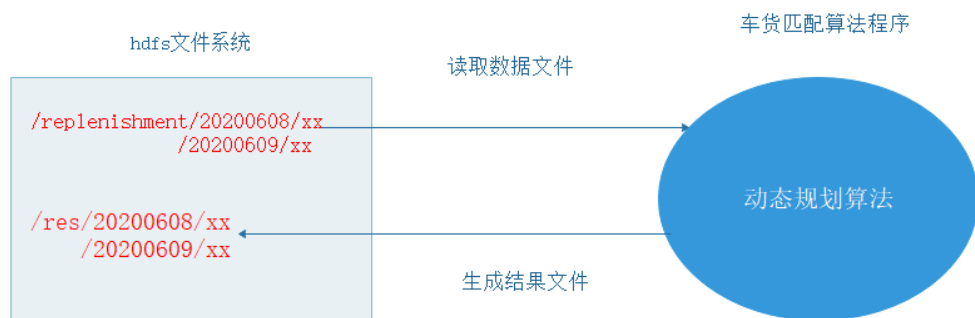 车货匹配算法程序
hdfs文件系统
读取数据文件
/replenishment/20200608/xx
/20200609/xx
动态规划算法
/res/20200608/xx
/20200609/xx
生成结果文件